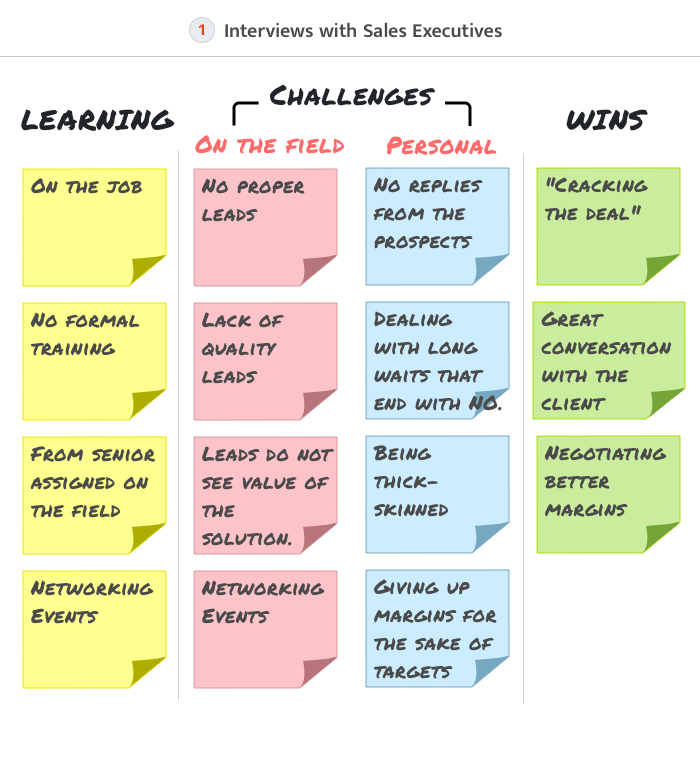 1 Interviews with Sales Executives
Challenges
Learning
On the field
Personal
Wins
On the job
No proper
leads
No replies
from the
prospects
"Cracking
the deal"
No formal
training
Lack of
quality
leads
Dealing
with long
waits that
end with NO.
Great
conversation
with the
client
From senior
assigned on
the field
Leads do not
see value of
the
solution.
Being
thick-
skinned
Negotiating
better
margins
Networking
Events
Networking
Events
Giving up
margins for
the sake of
targets